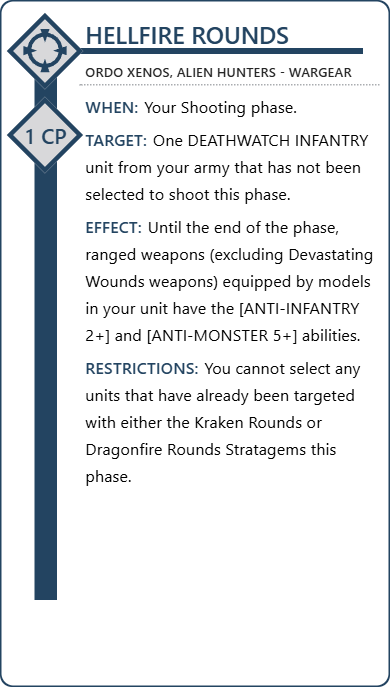 HELLFIRE ROUNDS
ORDO XENOS, ALIEN HUNTERS - WARGEAR
1 CP
WHEN: Your Shooting phase.
TARGET: One DEATHWATCH INFANTRY
unit from your army that has not been
selected to shoot this phase.
EFFECT: Until the end of the phase,
ranged weapons (excluding Devastating
Wounds weapons) equipped by models
in your unit have the [ANTI-INFANTRY
2+] and [ANTI-MONSTER 5+] abilities.
RESTRICTIONS: You cannot select any
units that have already been targeted
with either the Kraken Rounds or
Dragonfire Rounds Stratagems this
phase.